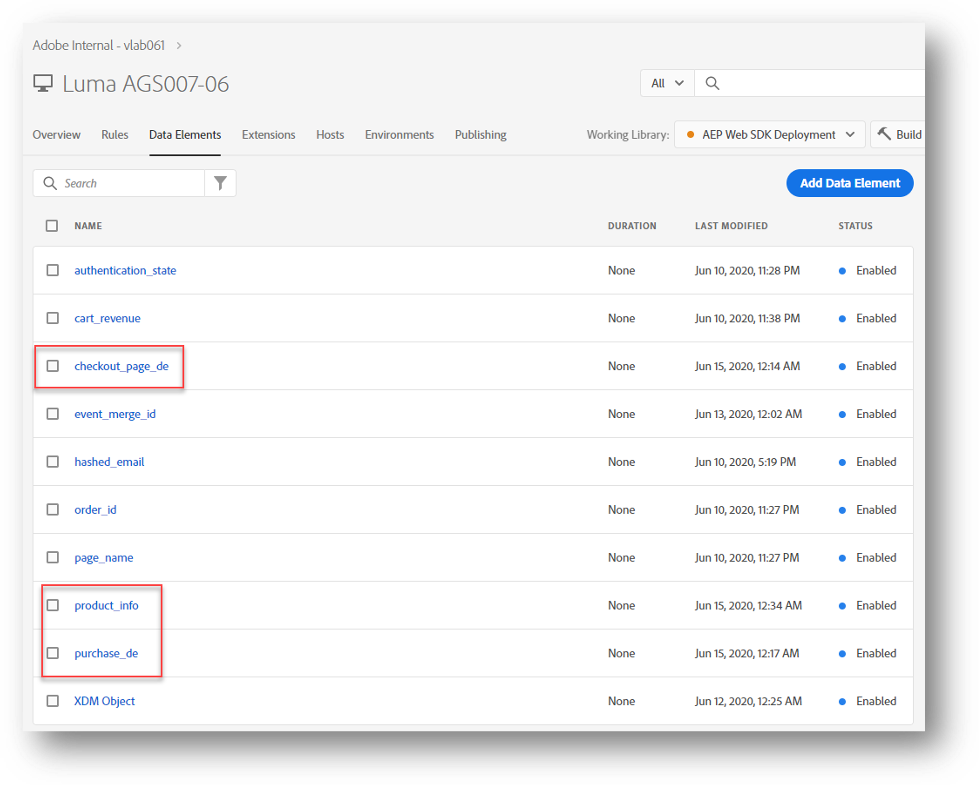 Adobe Internal - vlab061 >
Luma AGS007-06
All
Overview Rules Data Elements Extensions Hosts Environments Publishing Working Library: AEP Web SDK Deployment Build
Search
Add Data Element
NAME DURATION LAST MODIFIED STATUS
authentication_state None Jun 10, 2020, 11:28 PM Enabled
cart_revenue None Jun 10, 2020, 11:38 PM Enabled
checkout_page_de None Jun 15, 2020, 12:14 AM Enabled
event_merge_id None Jun 13, 2020, 12:02 AM Enabled
hashed_email None Jun 10, 2020, 5:19 PM Enabled
order_id None Jun 10, 2020, 11:27 PM Enabled
page_name None Jun 10, 2020, 11:27 PM Enabled
product_info None Jun 15, 2020, 12:34 AM Enabled
purchase_de None Jun 15, 2020, 12:17 AM Enabled
XDM Object None Jun 12, 2020, 12:25 AM Enabled